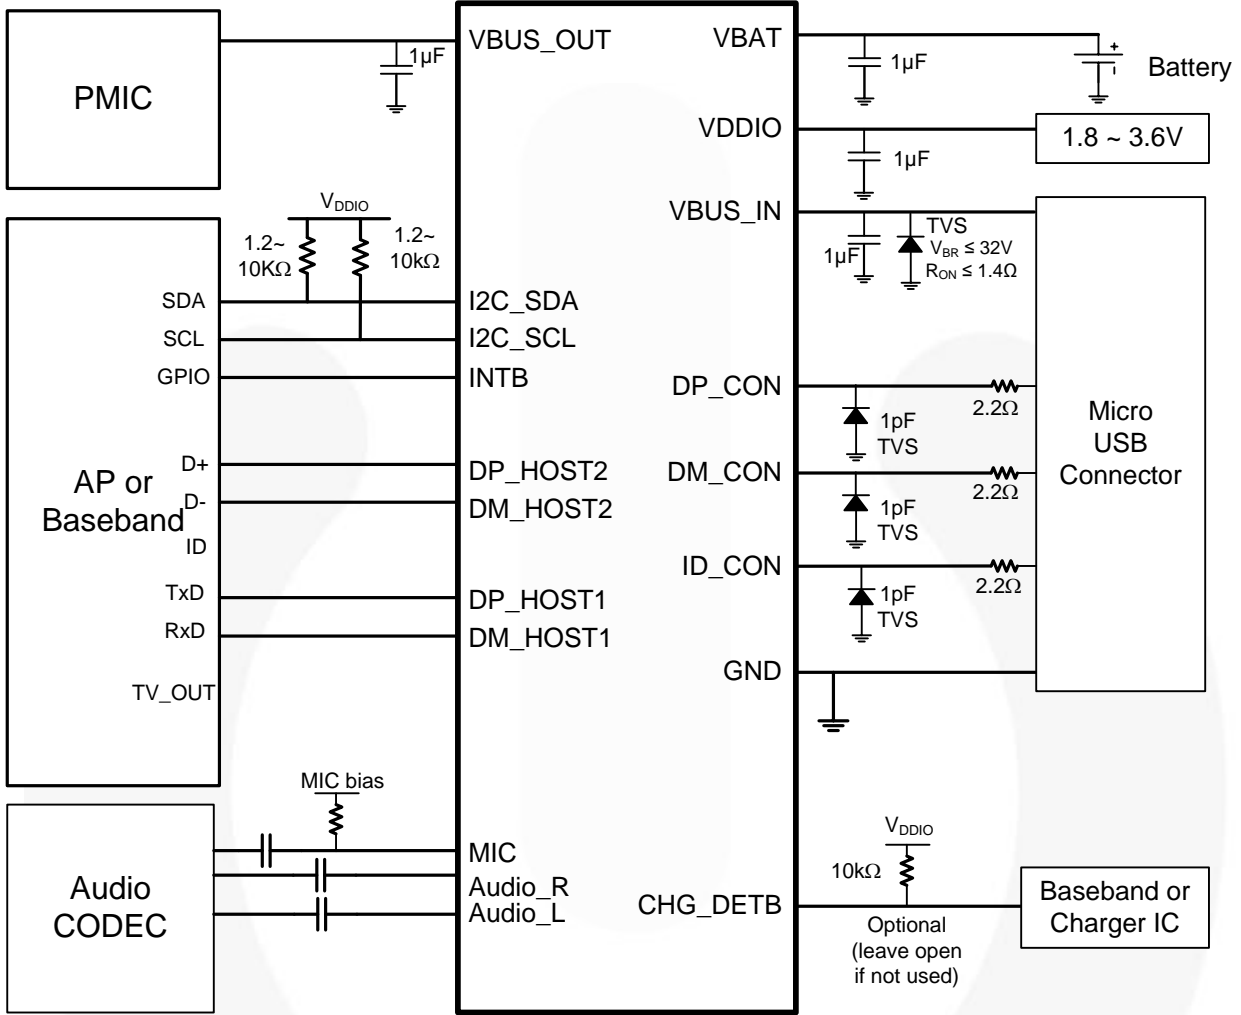 PMIC
1µF
VBUS_OUT
VBAT
1µF
+
-
Battery
VDDIO
1µF
1.8 ~ 3.6V
VBUS_IN
1µF
TVS
VBR ≤ 32V
RON ≤ 1.4Ω
VDDIO
1.2~
10KΩ
1.2~
10kΩ
SDA
I2C_SDA
SCL
I2C_SCL
GPIO
INTB
AP or
Baseband
D+
DP_HOST2
D-
DM_HOST2
ID
TxD
DP_HOST1
RxD
DM_HOST1
TV_OUT
DP_CON
1pF
TVS
2.2Ω
DM_CON
1pF
TVS
2.2Ω
ID_CON
1pF
TVS
2.2Ω
GND
Micro
USB
Connector
Audio
CODEC
MIC bias
MIC
Audio_R
Audio_L
CHG_DETB
VDDIO
10kΩ
Optional
(leave open
if not used)
Baseband or
Charger IC